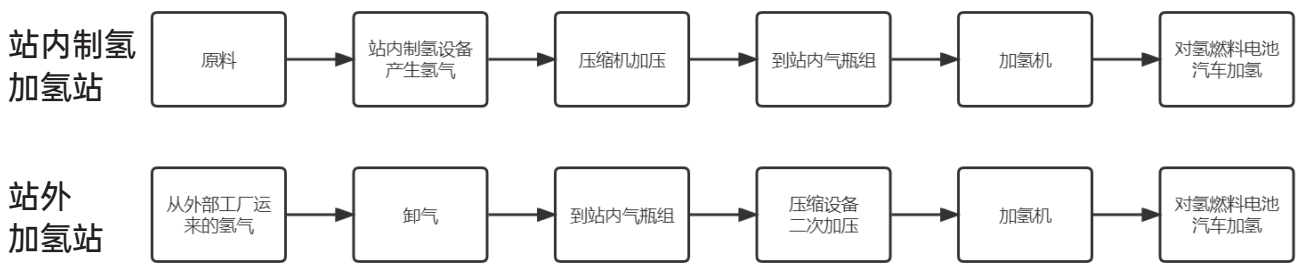 站内制氢
加氢站
原料
站内制氢设备
产生氢气
压缩机加压
到站内气瓶组
加氢机
对氢燃料电池
汽车加氢
站外
加氢站
从外部工厂运
来的氢气
卸气
到站内气瓶组
压缩设备
二次加压
加氢机
对氢燃料电池
汽车加氢